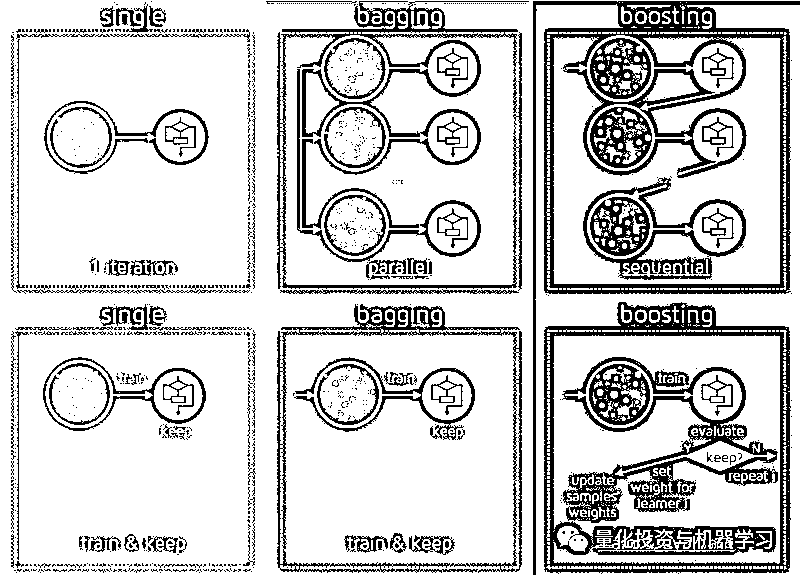 single
bagging
boosting
1 iteration
parallel
sequential
single
bagging
boosting
train
keep
train & keep
train
keep
train & keep
train
evaluate
Y
keep?
N
repeat i
set
weight for
learner i
update
samples'
weights
量化投资与机器学习